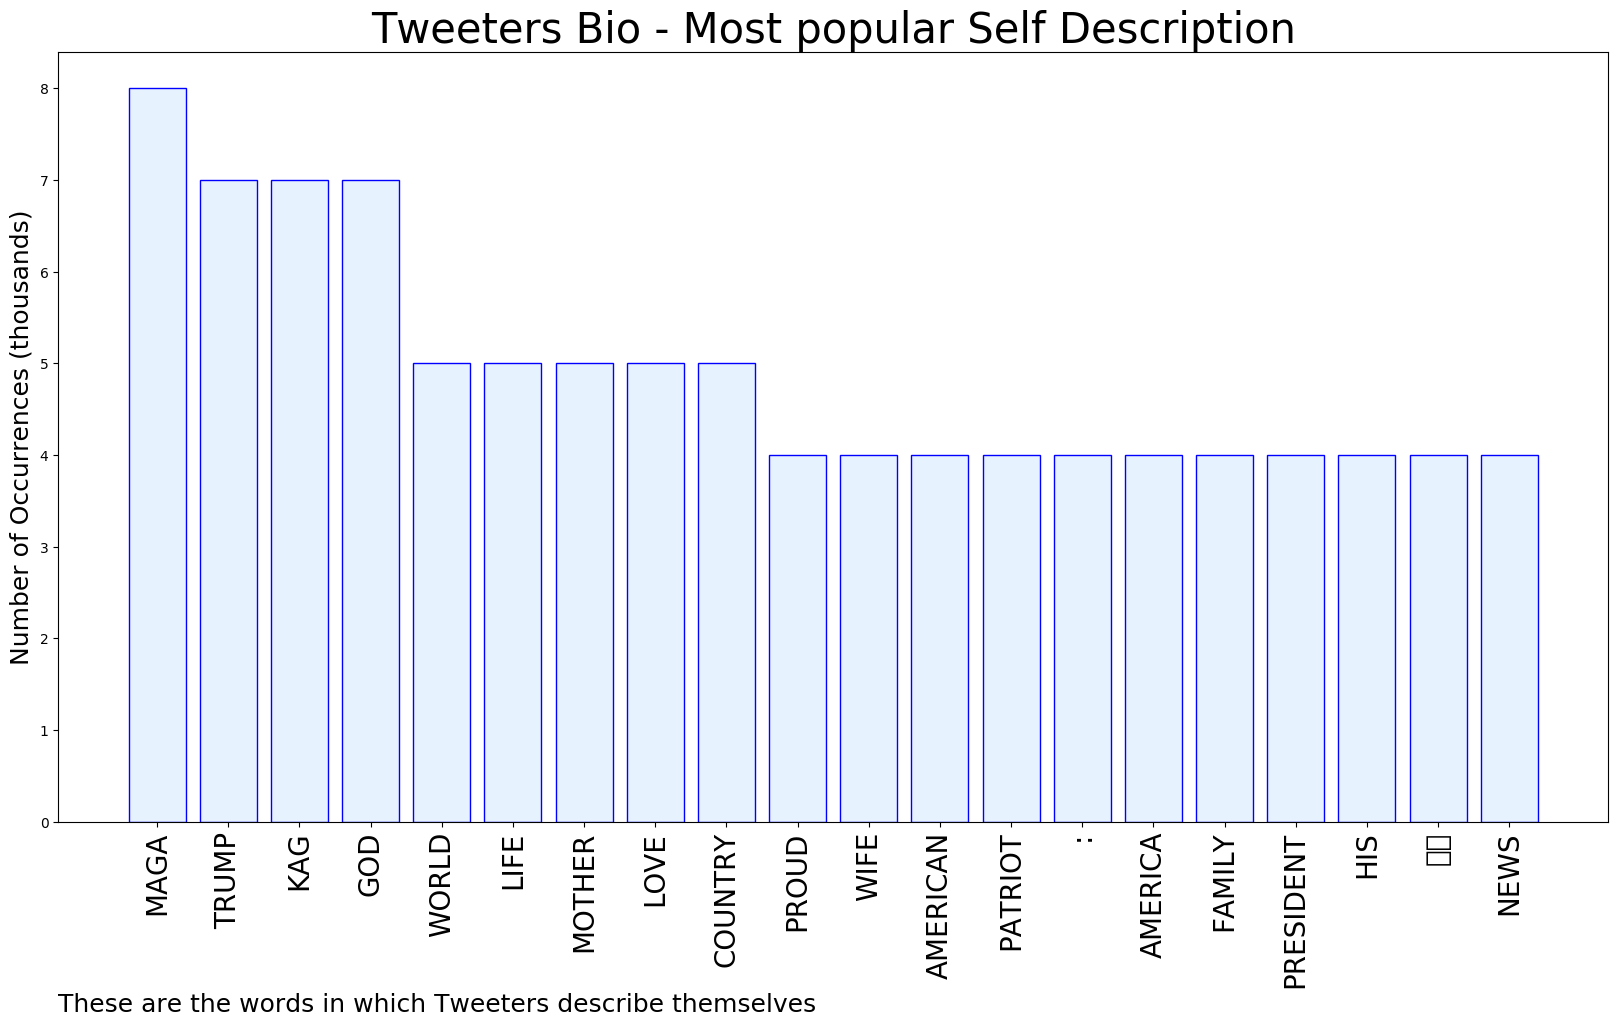 Tweeters Bio - Most popular Self Description
Number of Occurrences (thousands)
8
7
6
5
4
3
2
1
0
MAGA
TRUMP
KAG
GOD
WORLD
LIFE
MOTHER
LOVE
COUNTRY
PROUD
WIFE
AMERICAN
PATRIOT
:
AMERICA
FAMILY
PRESIDENT
HIS
NEWS
These are the words in which Tweeters describe themselves